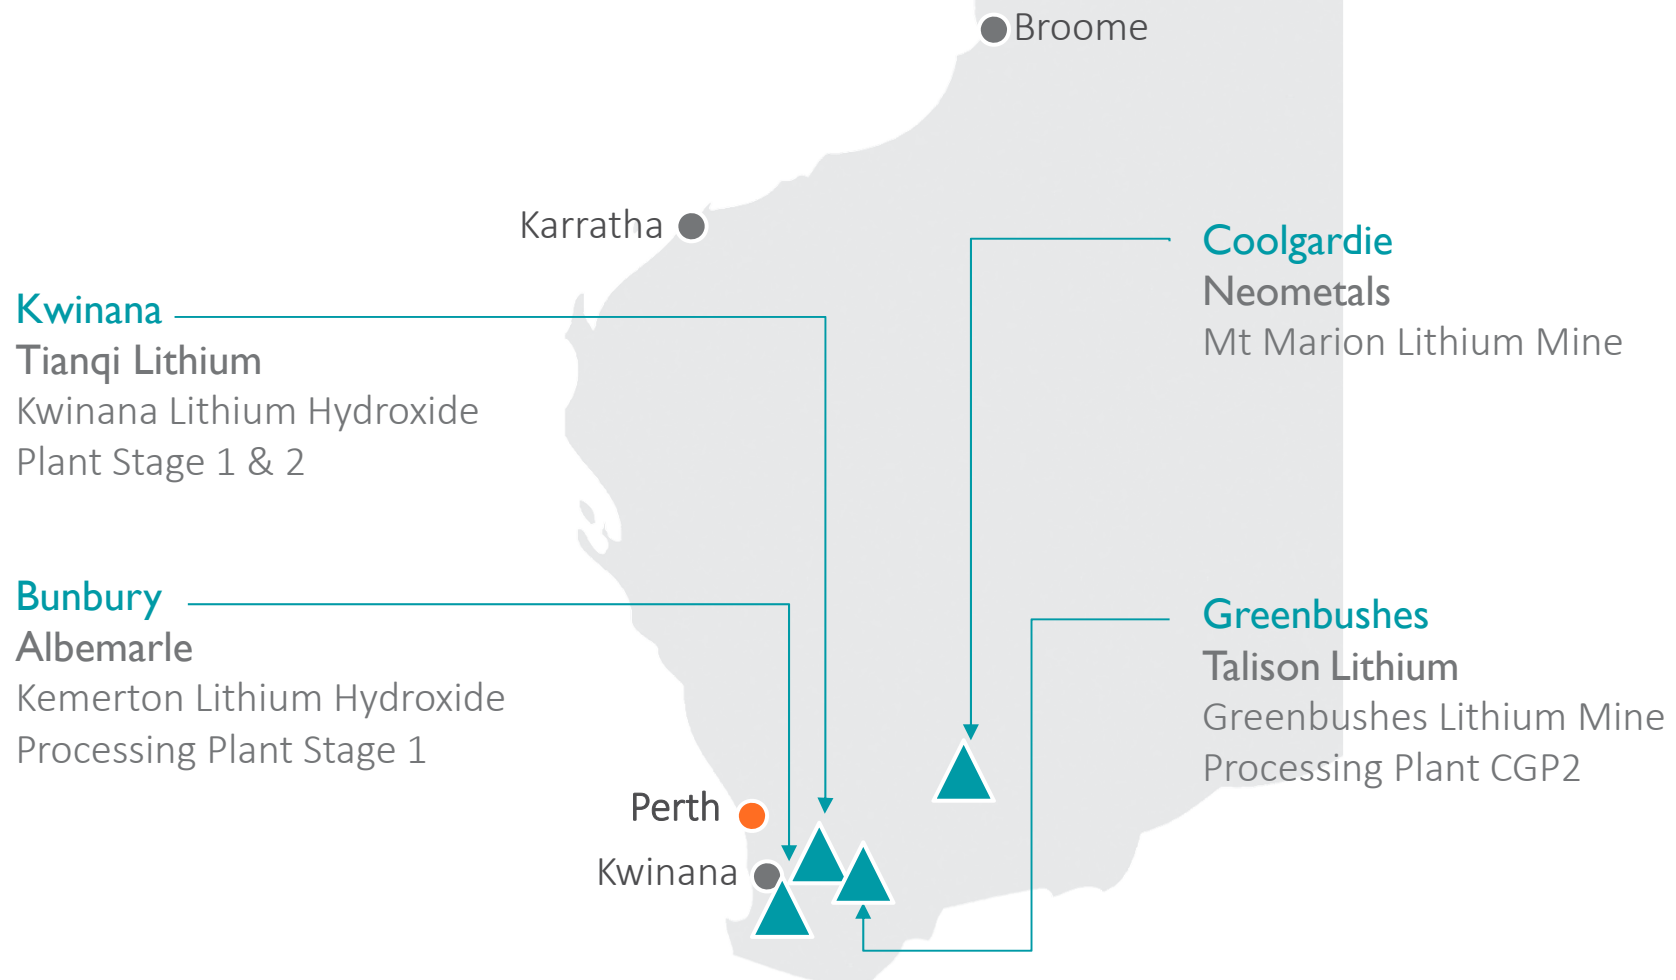 Broome
Karratha
Kwinana
Tianqi Lithium
Kwinana Lithium Hydroxide
Plant Stage 1 & 2
Coolgardie
Neometals
Mt Marion Lithium Mine
Bunbury
Albemarle
Kemerton Lithium Hydroxide
Processing Plant Stage 1
Greenbushes
Talison Lithium
Greenbushes Lithium Mine
Processing Plant CGP2
Perth
Kwinana